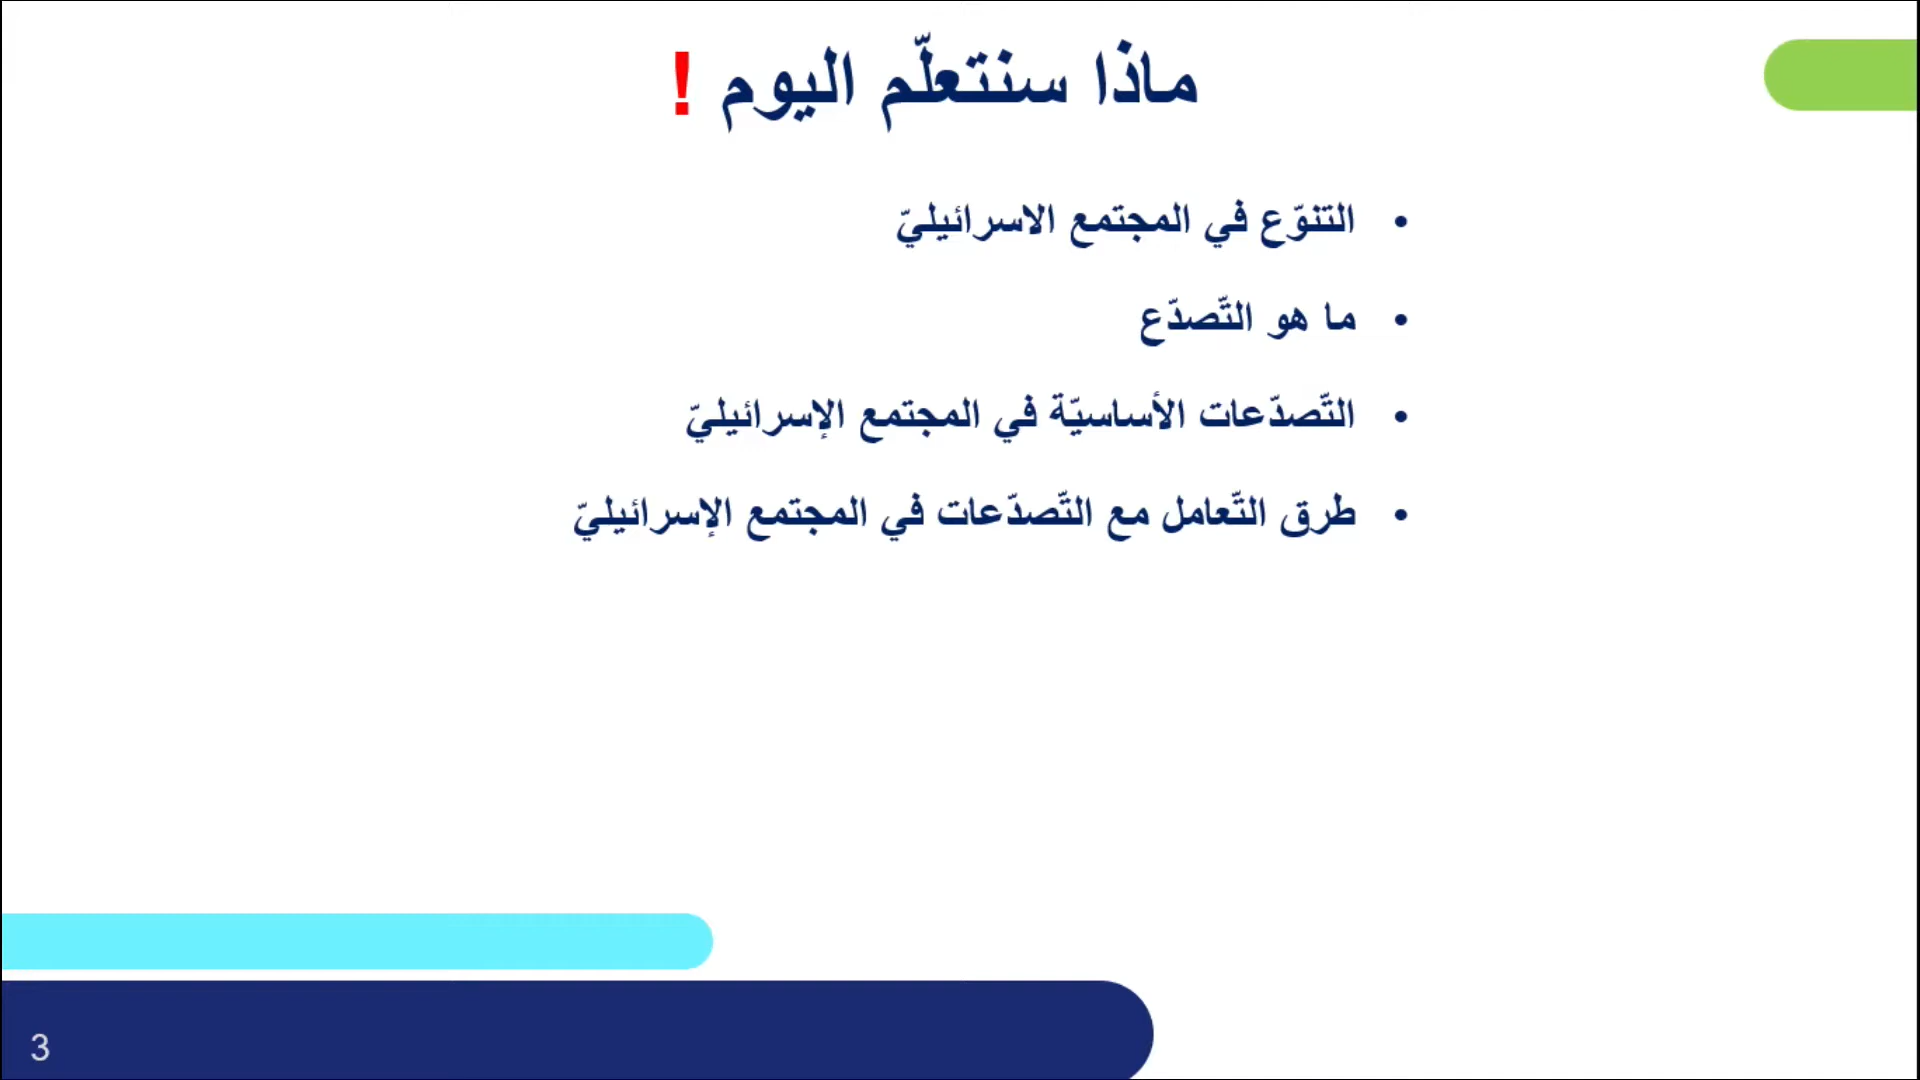 ماذا سنتعلّم اليوم !
• التنوّع في المجتمع الاسرائيليّ
• ما هو التّصدّع
• التّصدّعات الأساسيّة في المجتمع الإسرائيليّ
• طرق التّعامل مع التّصدّعات في المجتمع الإسرائيليّ
3